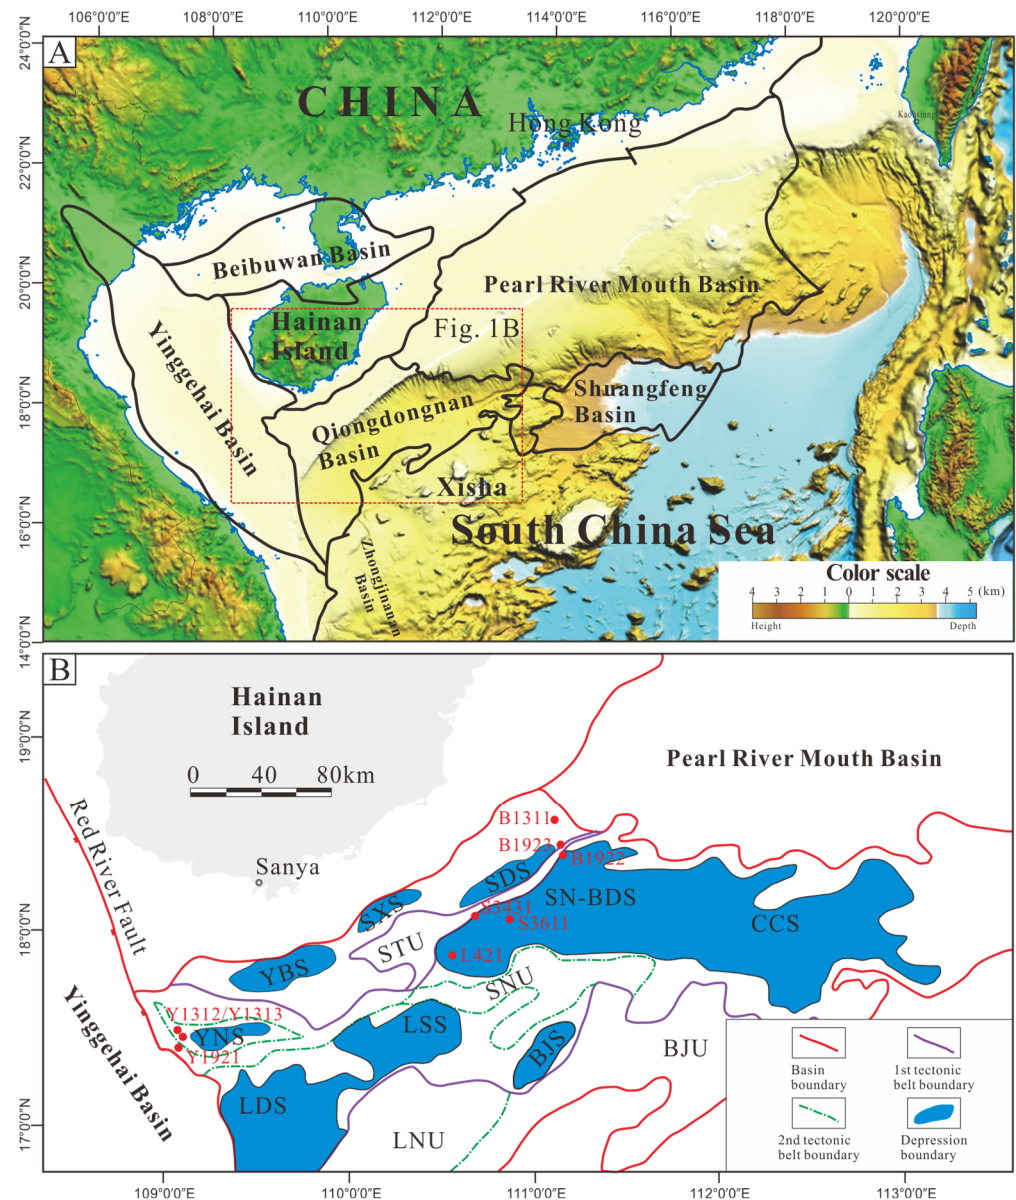 106°0'0"E 108°0'0"E 110°0'0"E 112°0'0"E 114°0'0"E 116°0'0"E 118°0'0"E 120°0'0"E
24°0'0"N
22°0'0"N
20°0'0"N
18°0'0"N
16°0'0"N
14°0'0"N
A
CHINA
Hong Kong
Kaohsiung
Beibuwan Basin
Pearl River Mouth Basin
Hainan
Island
Fig. 1B
Yinggehai Basin
Qiongdongnan
Basin
Shuangfeng
Basin
Xisha
South China Sea
Zhongjinanan
Basin
Color scale
4 3 2 1 0 1 2 3 4 5 (km)
Height Depth
B
19°0'0"N
18°0'0"N
17°0'0"N
Hainan
Island
0 40 80km
Pearl River Mouth Basin
Red River Fault
Sanya
B1311
B1923
B1922
SDS
SN-BDS
SXS
S3431
S3611
CCS
STU
L421
YBS
SNU
Y1312/Y1313
YNS
Y1921
LSS
BJS
BJU
Yinggehai Basin
LDS
LNU
Basin
boundary
1st tectonic
belt boundary
2nd tectonic
belt boundary
Depression
boundary
109°0'0"E 110°0'0"E 111°0'0"E 112°0'0"E 113°0'0"E